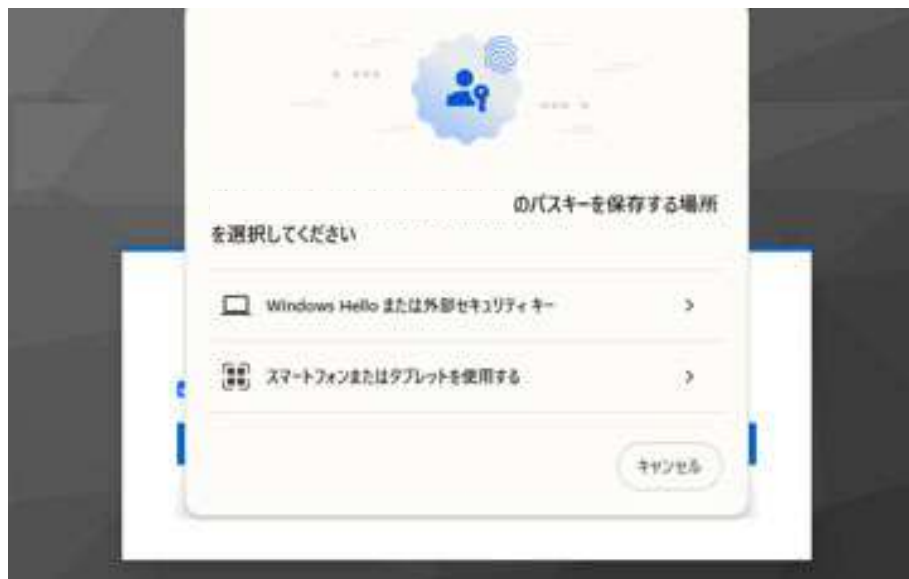 のパスキーを保存する場所
を選択してください
Windows Hello または外部セキュリティ キー
スマートフォンまたはタブレットを使用する
キャンセル